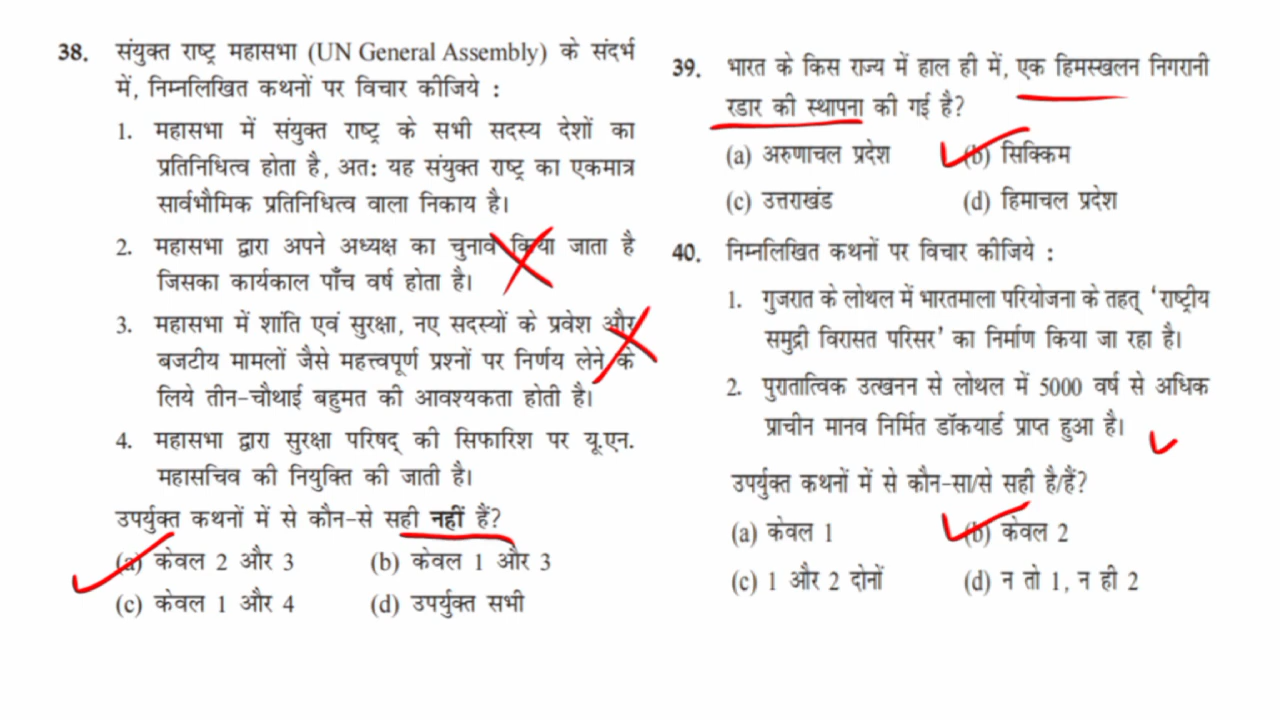 38. संयुक्त राष्ट्र महासभा (UN General Assembly) के संदर्भ
में, निम्नलिखित कथनों पर विचार कीजिये :
1. महासभा में संयुक्त राष्ट्र के सभी सदस्य देशों का
प्रतिनिधित्व होता है, अतः यह संयुक्त राष्ट्र का एकमात्र
सार्वभौमिक प्रतिनिधित्व वाला निकाय है।
2. महासभा द्वारा अपने अध्यक्ष का चुनाव किया जाता है
जिसका कार्यकाल पाँच वर्ष होता है।
3. महासभा में शांति एवं सुरक्षा, नए सदस्यों के प्रवेश और
बजटीय मामलों जैसे महत्त्वपूर्ण प्रश्नों पर निर्णय लेने के
लिये तीन-चौथाई बहुमत की आवश्यकता होती है।
4. महासभा द्वारा सुरक्षा परिषद् की सिफारिश पर यू.एन.
महासचिव की नियुक्ति की जाती है।
उपर्युक्त कथनों में से कौन-से सही नहीं हैं?
(a) केवल 2 और 3 (b) केवल 1 और 3
(c) केवल 1 और 4 (d) उपर्युक्त सभी
39. भारत के किस राज्य में हाल ही में, एक हिमस्खलन निगरानी
रडार की स्थापना की गई है?
(a) अरुणाचल प्रदेश (b) सिक्किम
(c) उत्तराखंड (d) हिमाचल प्रदेश
40. निम्नलिखित कथनों पर विचार कीजिये :
1. गुजरात के लोथल में भारतमाला परियोजना के तहत् ‘राष्ट्रीय
समुद्री विरासत परिसर’ का निर्माण किया जा रहा है।
2. पुरातात्विक उत्खनन से लोथल में 5000 वर्ष से अधिक
प्राचीन मानव निर्मित डॉकयार्ड प्राप्त हुआ है।
उपर्युक्त कथनों में से कौन-सा/से सही है/हैं?
(a) केवल 1 (b) केवल 2
(c) 1 और 2 दोनों (d) न तो 1, न ही 2